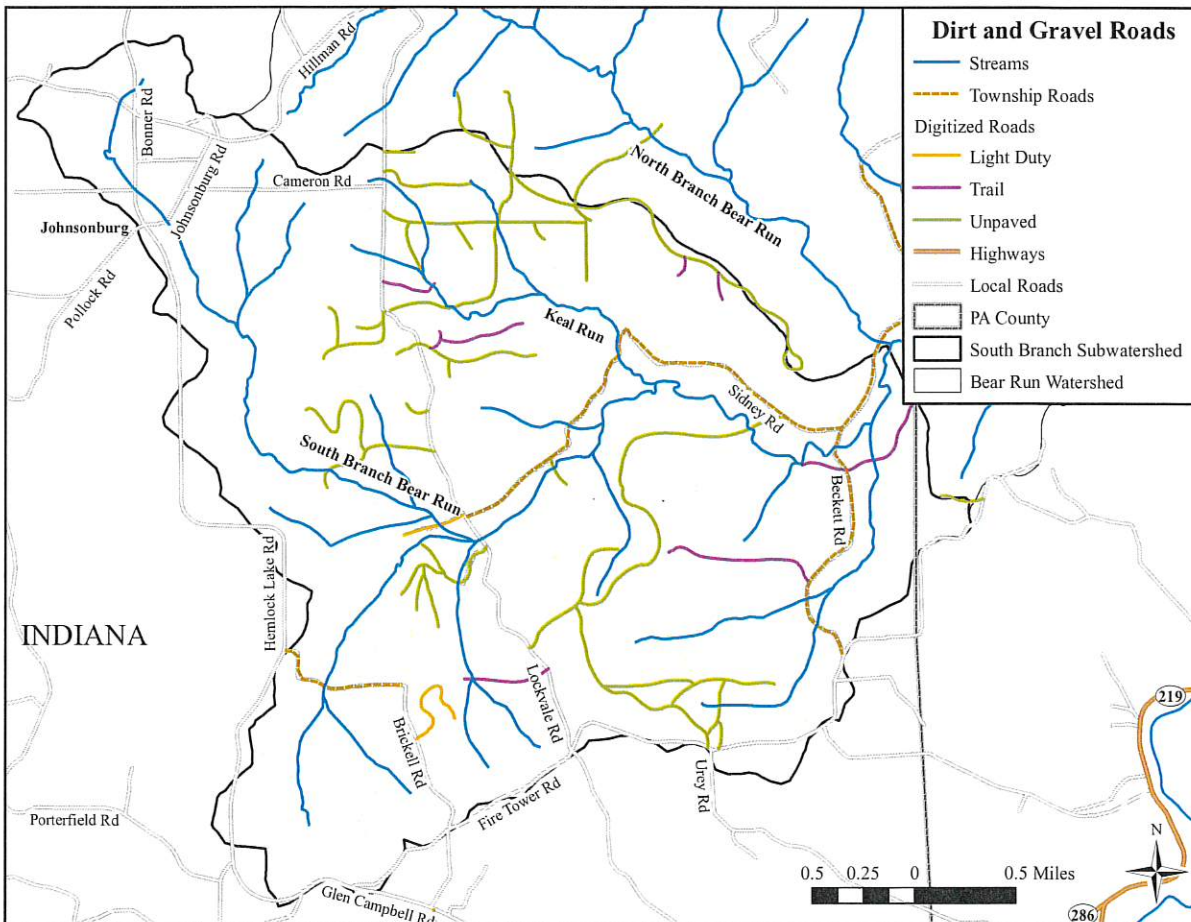 Dirt and Gravel Roads
Streams
Township Roads
Digitized Roads
Light Duty
Trail
Unpaved
Highways
Local Roads
PA County
South Branch Subwatershed
Bear Run Watershed
Hillman Rd
Bonner Rd
Johnsonburg Rd
Cameron Rd
North Branch Bear Run
Johnsonburg
Pollock Rd
Keal Run
Sidney Rd
South Branch Bear Run
Beckett Rd
Hemlock Lake Rd
INDIANA
Lockvale Rd
Brickell Rd
Urey Rd
Fire Tower Rd
Porterfield Rd
Glen Campbell Rd
219
N
0.5 0.25 0 0.5 Miles
286